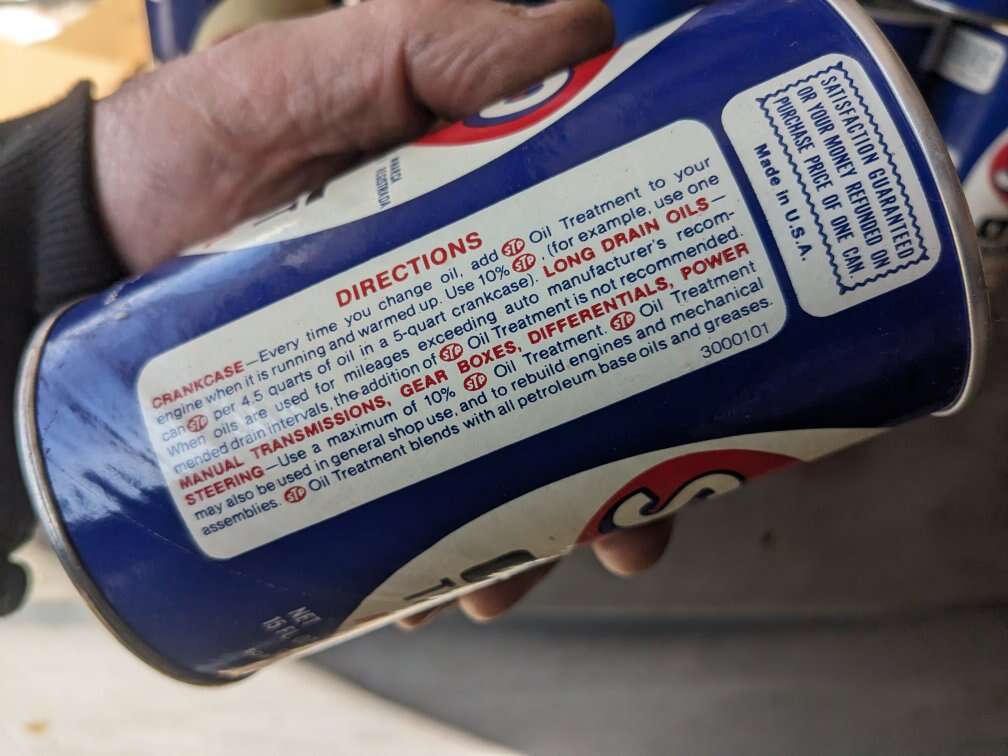 DIRECTIONS
CRANKCASE—Every time you change oil, add STP Oil Treatment to your
engine when it is running and warmed up. Use 10% STP, (for example, use one
can STP per 4.5 quarts of oil in a 5-quart crankcase). LONG DRAIN OILS—
When oils are used for mileages exceeding auto manufacturer's recom-
mended drain intervals, the addition of STP Oil Treatment is not recommended.
MANUAL TRANSMISSIONS, GEAR BOXES, DIFFERENTIALS, POWER
STEERING—Use a maximum of 10% STP Oil Treatment. STP Oil Treatment
may also be used in general shop use, and to rebuild engines and mechanical
assemblies. STP Oil Treatment blends with all petroleum base oils and greases.
3000101
SATISFACTION GUARANTEED
OR YOUR MONEY REFUNDED ON
PURCHASE PRICE OF ONE CAN.
Made in U.S.A.
MARCA
REGISTRADA
NET
15 FL